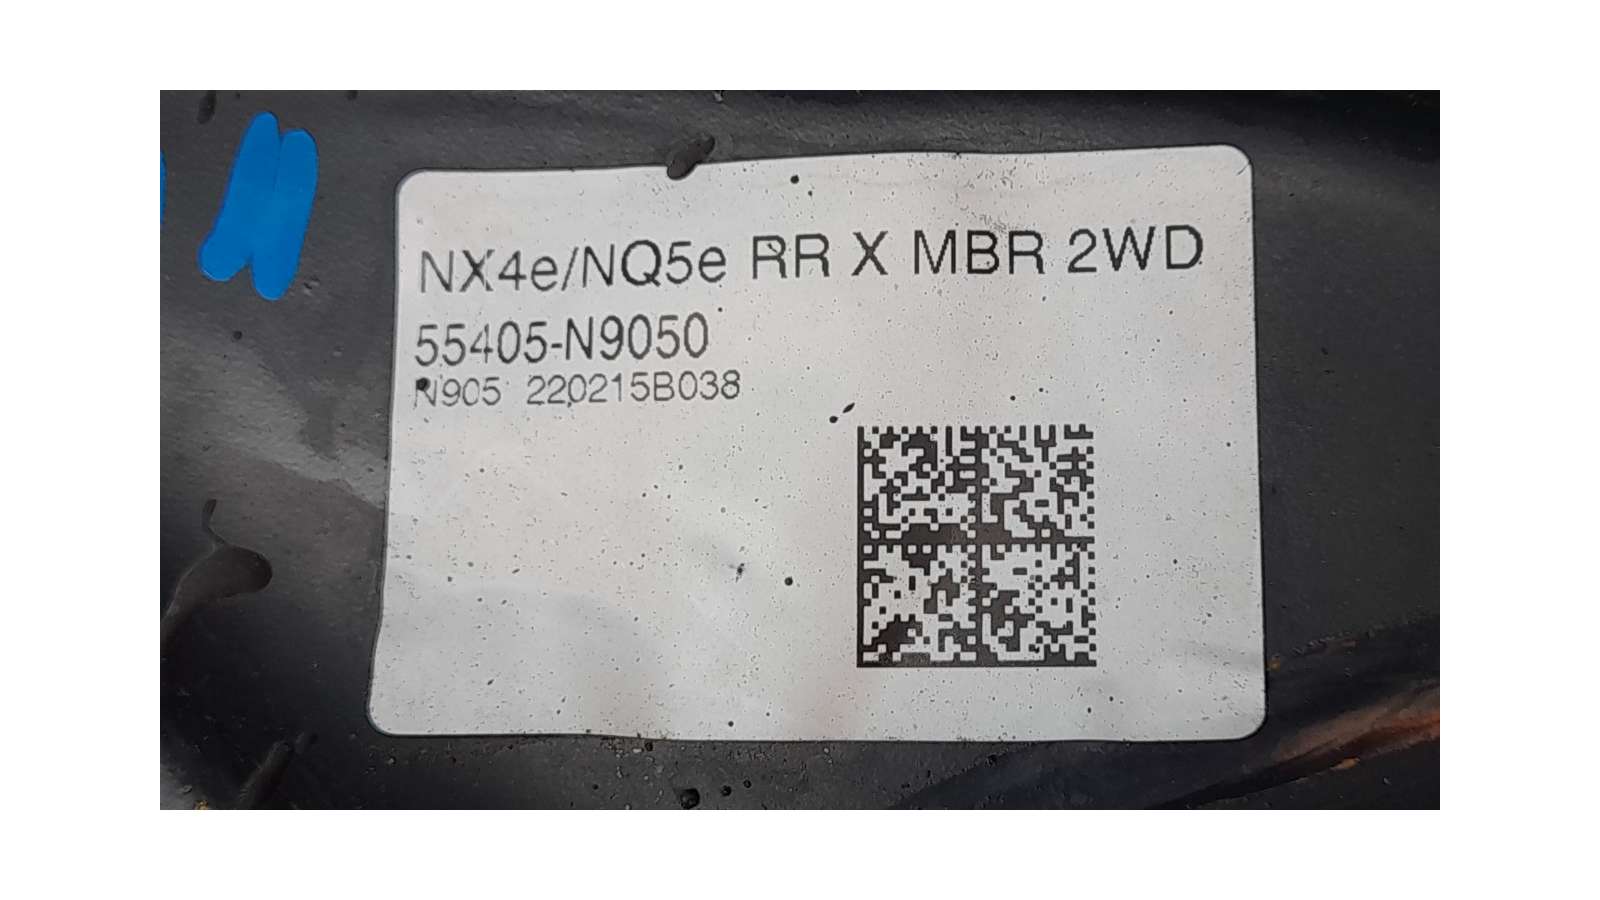 NX4e/NQ5e RR X MBR 2WD
55405-N9050
N905 220215B038